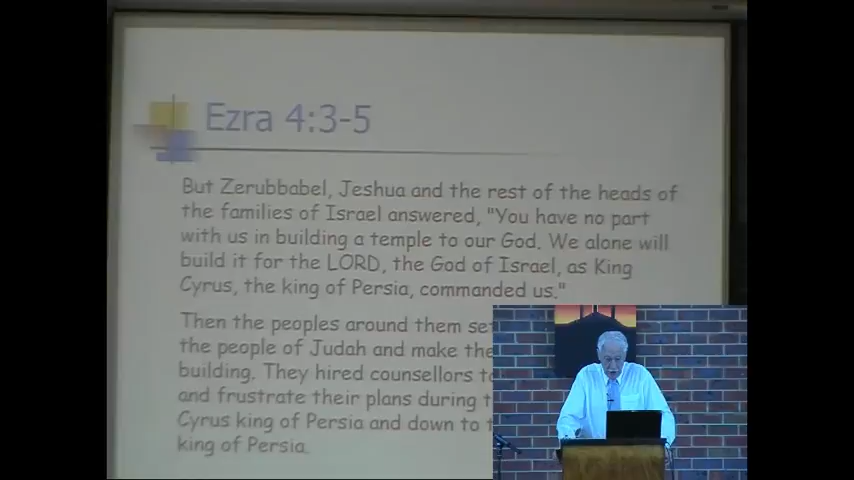 Ezra 4:3-5
But Zerubbabel, Jeshua and the rest of the heads of
the families of Israel answered, "You have no part
with us in building a temple to our God. We alone will
build it for the LORD, the God of Israel, as King
Cyrus, the king of Persia, commanded us."
Then the peoples around them set
the people of Judah and make the
building. They hired counsellors to
and frustrate their plans during
Cyrus king of Persia and down to
king of Persia.